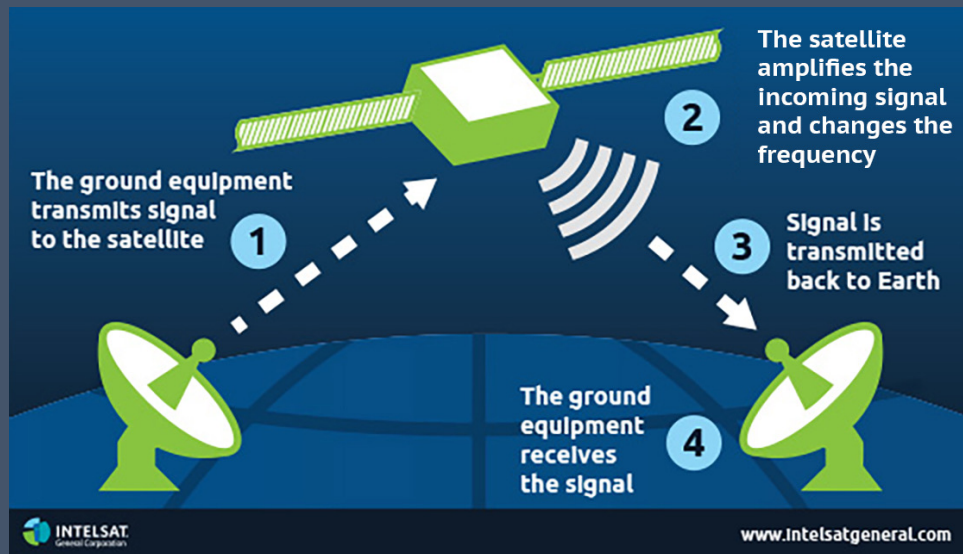 The ground equipment
transmits signal
to the satellite
1
2
The satellite
amplifies the
incoming signal
and changes the
frequency
3
Signal is
transmitted
back to Earth
The ground
equipment
receives
the signal
4
INTELSAT
General Corporation
www.intelsatgeneral.com